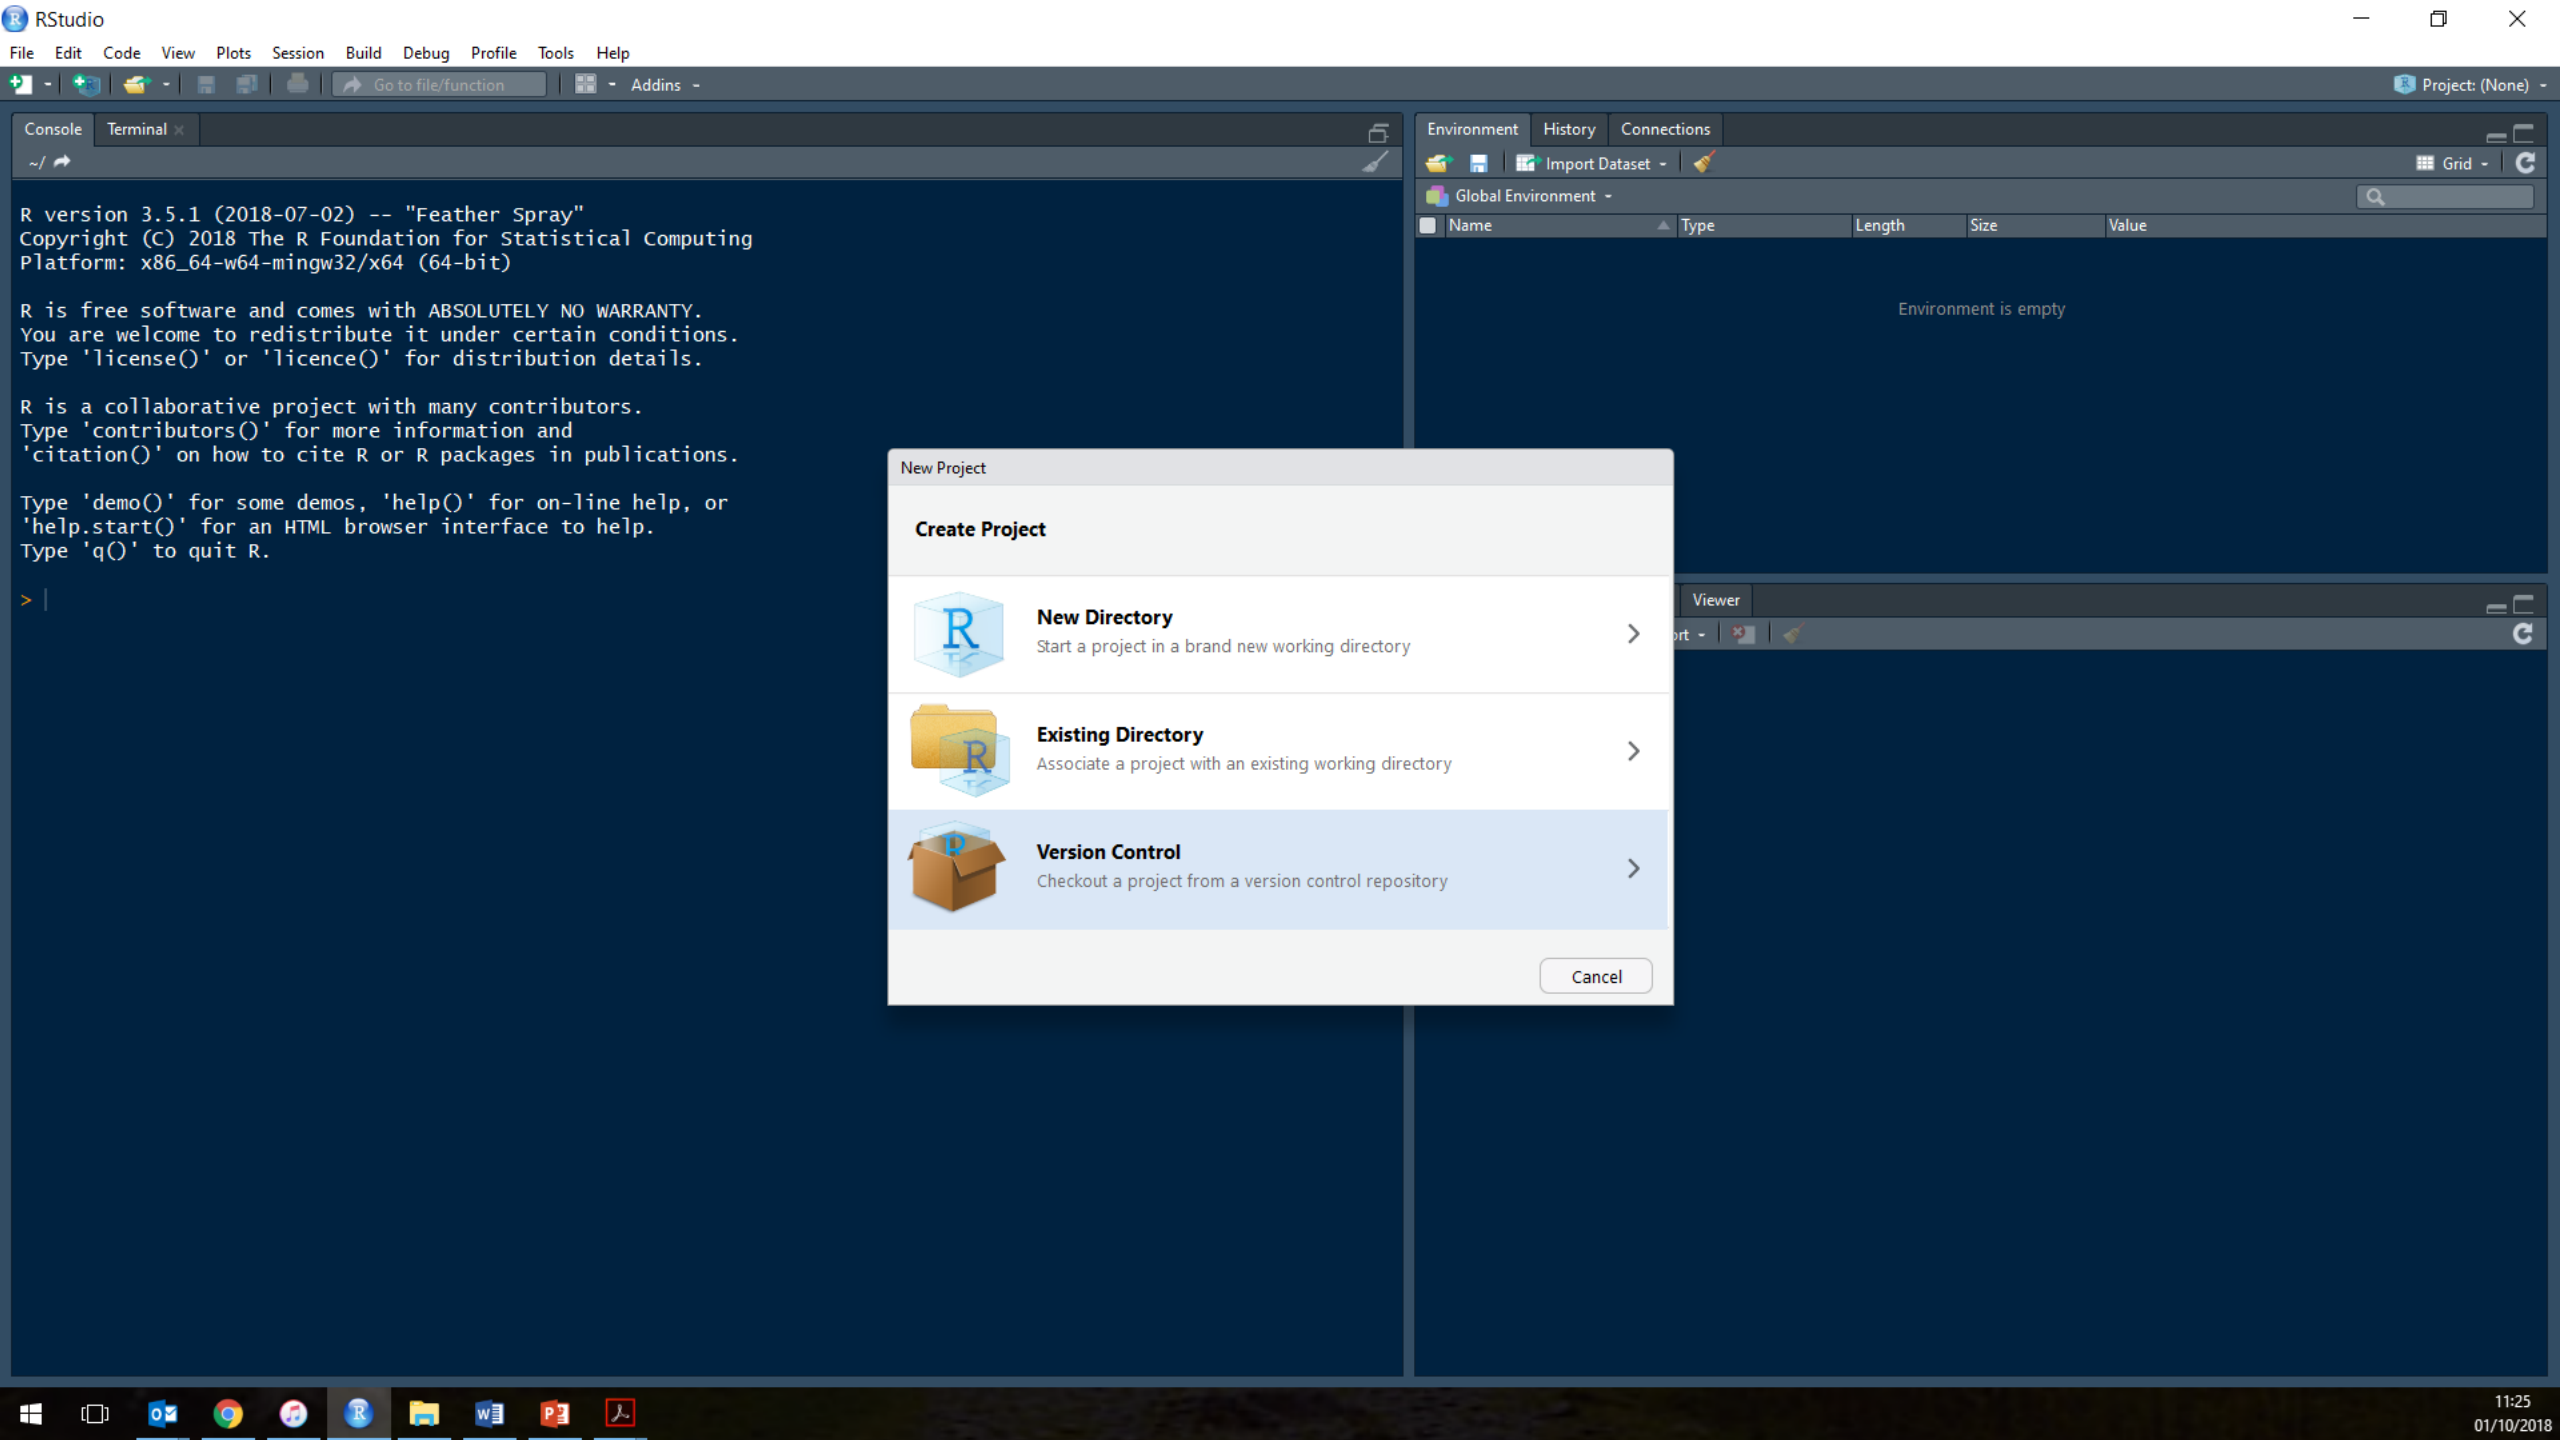 RStudio
File Edit Code View Plots Session Build Debug Profile Tools Help
Go to file/function Addins Project: (None)
Console Terminal
~/
R version 3.5.1 (2018-07-02) -- "Feather Spray"
Copyright (C) 2018 The R Foundation for Statistical Computing
Platform: x86_64-w64-mingw32/x64 (64-bit)
R is free software and comes with ABSOLUTELY NO WARRANTY.
You are welcome to redistribute it under certain conditions.
Type 'license()' or 'licence()' for distribution details.
R is a collaborative project with many contributors.
Type 'contributors()' for more information and
'citation()' on how to cite R or R packages in publications.
Type 'demo()' for some demos, 'help()' for on-line help, or
'help.start()' for an HTML browser interface to help.
Type 'q()' to quit R.
>
Environment History Connections
Import Dataset Grid
Global Environment
Name Type Length Size Value
Environment is empty
Viewer
ort
New Project
Create Project
New Directory
Start a project in a brand new working directory
Existing Directory
Associate a project with an existing working directory
Version Control
Checkout a project from a version control repository
Cancel
11:25
01/10/2018